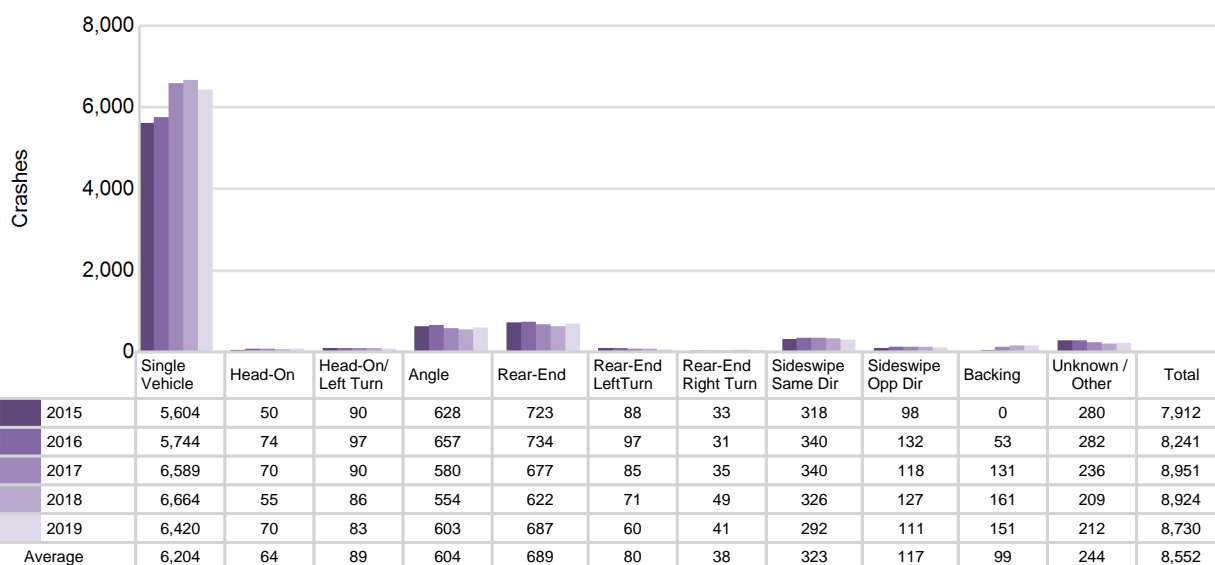 8,000
6,000
4,000
2,000
0
Crashes
Single Vehicle Head-On Head-On/ Left Turn Angle Rear-End Rear-End LeftTurn Rear-End Right Turn Sideswipe Same Dir Sideswipe Opp Dir Backing Unknown / Other Total
2015 5,604 50 90 628 723 88 33 318 98 0 280 7,912
2016 5,744 74 97 657 734 97 31 340 132 53 282 8,241
2017 6,589 70 90 580 677 85 35 340 118 131 236 8,951
2018 6,664 55 86 554 622 71 49 326 127 161 209 8,924
2019 6,420 70 83 603 687 60 41 292 111 151 212 8,730
Average 6,204 64 89 604 689 80 38 323 117 99 244 8,552